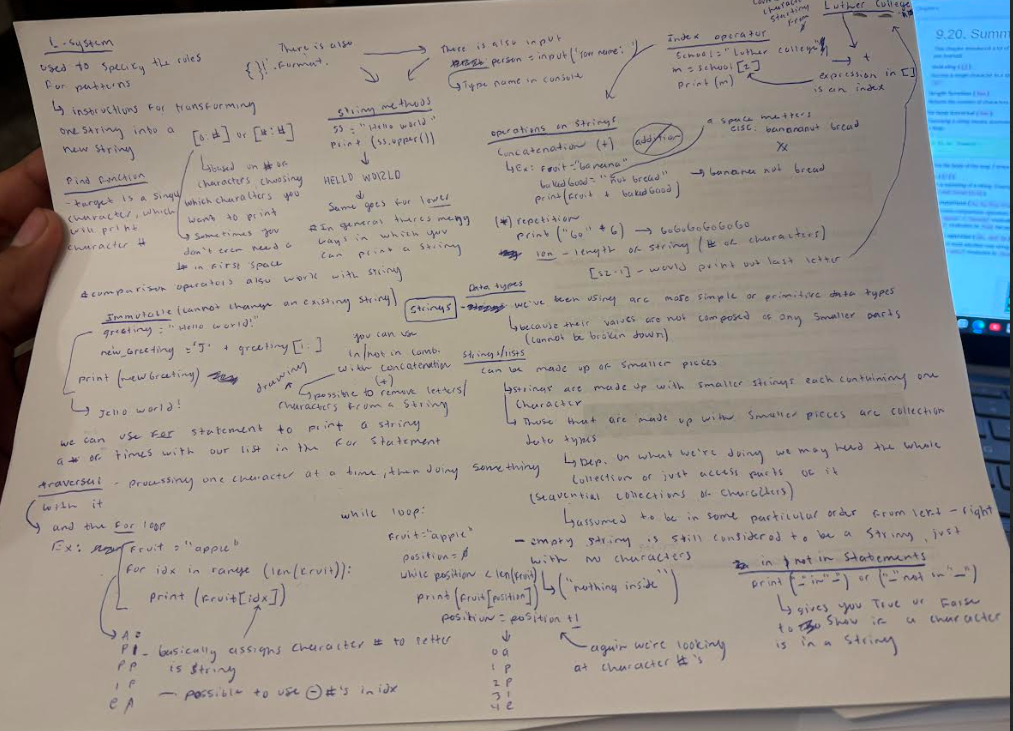 L-system
used to specify the rules
for patterns
↳ instructions for transforming
one string into a
new string
Find function
- target is a single
character, which
will print
character #
There is also
{}! .format.
[0:#] or [#:#]
↳ based on # or
characters choosing
which characters you
want to print
↳ Sometimes you
don't even need a
# in first space
* comparison operators also work with string
There is also input
person = input('your name: ')
↳ Type name in console
string methods
ss = "Hello world"
print (ss.upper())
HELLO WORLD
Same goes for lower
* In general theres many
ways in which you
can print a string
Index operator
School = "Luther College"
m = school [2]
print (m)
character
starting
from
Luther College
→ t
expression in []
is an index
operations on strings
Concatenation (+) addition
↳ Ex: Fruit = "banana"
bakedGood = " nut bread"
print (fruit + bakedGood)
→ banana nut bread
a space matters
else: bananant bread
(*) repetition
print ("Go" * 6) → GoGoGoGoGoGo
len - length of string (# of characters)
[sz-1] - would print out last letter
Immutable (cannot change an existing string)
greeting = "Hello world!"
new_Greeting = 'J' + greeting [1:]
print (newGreeting)
↳ Jello world!
you can use
in/not in comb.
with concatenation
(+)
↳ possible to remove letters/
characters from a string
drawing
strings
Data types
we've been using are more simple or primitive data types
↳ because their values are not composed of any smaller parts
(cannot be broken down)
Strings/lists
can be made up of smaller pieces
↳ strings are made up with smaller strings each containing one
character
↳ Those that are made up with smaller pieces are collection
data types
↳ Dep. on what we're doing we may need the whole
collection or just access parts of it
(sequential collections of characters)
↳ assumed to be in some particular order from left - right
- empty string is still considered to be a string, just
with no characters
↳ ("nothing inside")
we can use for statement to print a string
a # of times with our list in the for statement
traversal - processing one character at a time, then doing something
with it
and the for loop
Ex: fruit = "apple"
for idx in range (len(fruit)):
print (fruit[idx])
- basically assigns character # to letter
is string
- possible to use ⊖ #'s in idx
while loop:
fruit = "apple"
position = 0
while position < len(fruit)
print (fruit[position])
position = position +1
0 a
1 p
2 p
3 l
4 e
again we're looking
at character #'s
in / not in Statements
print ("_" in "_") or ("_" not in "_")
↳ gives you True or False
to show if a character
is in a string
9.20. Summ